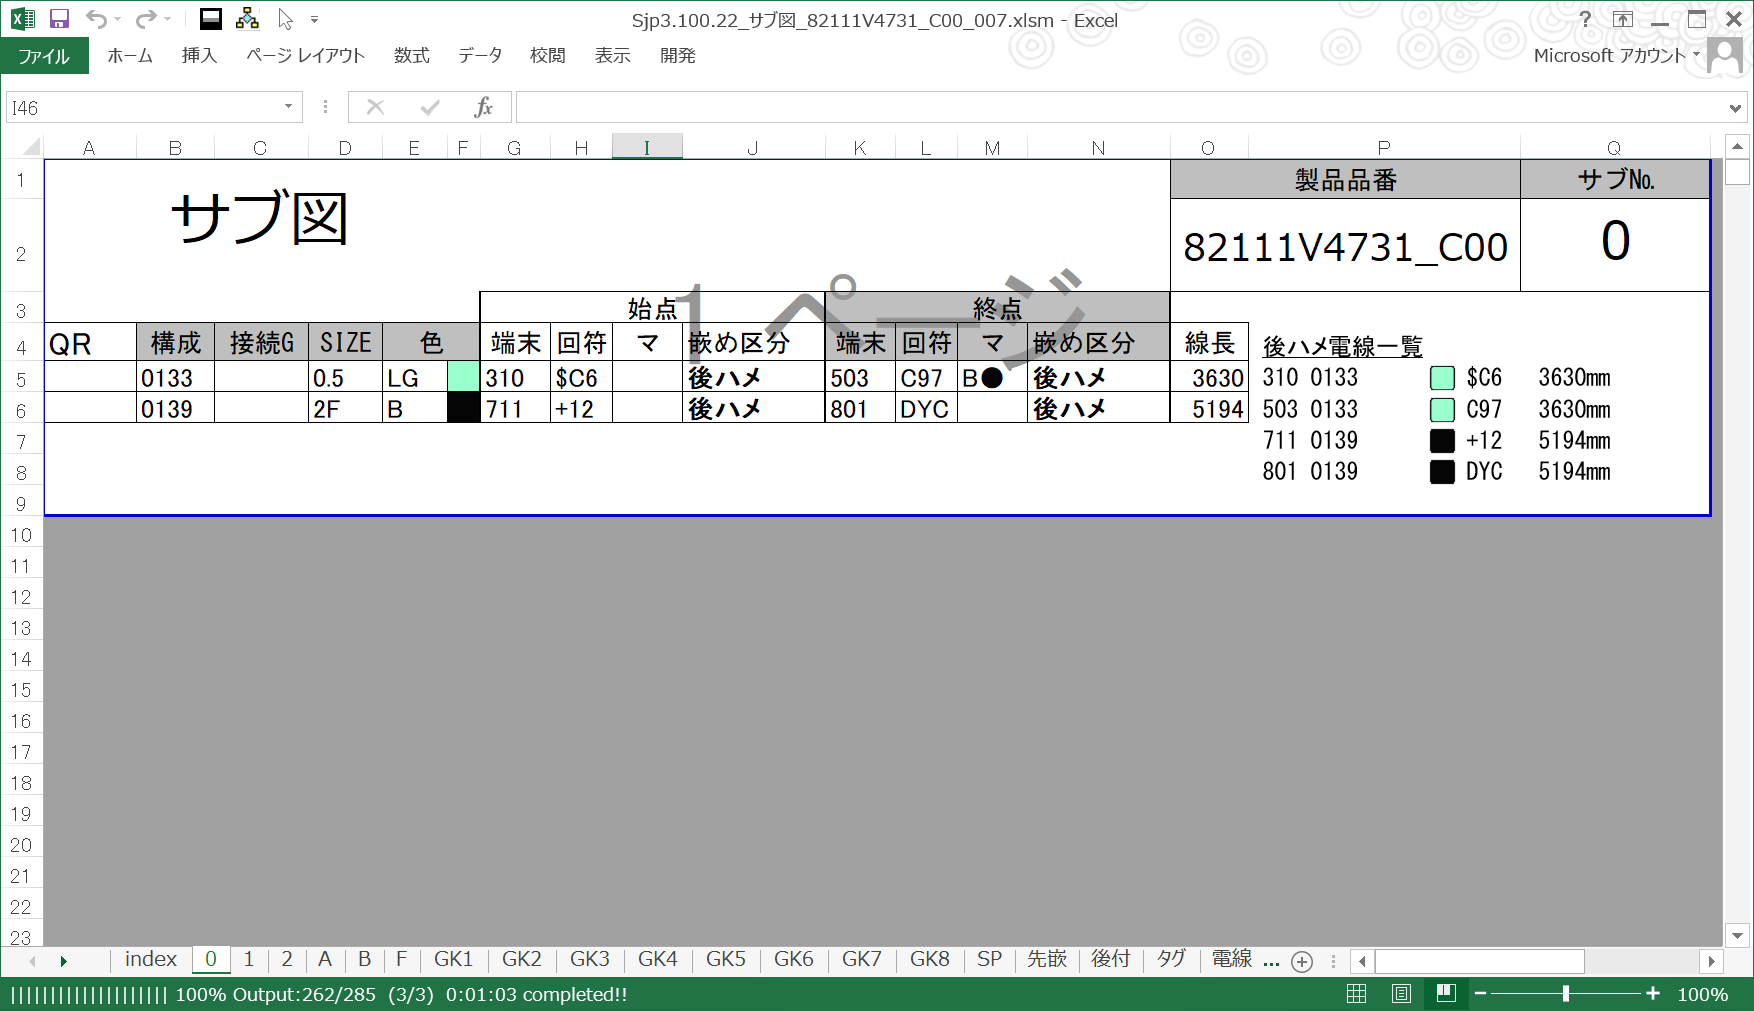 Sjp3.100.22_サブ図_82111V4731_C00_007.xlsm - Excel
ファイル ホーム 挿入 ページ レイアウト 数式 データ 校閲 表示 開発 Microsoft アカウント
I46 fx
A B C D E F G H I J K L M N O P Q
1 製品品番 サブ№
サブ図
2 82111V4731_C00 0
1 ページ
3 始点 終点
4 QR 構成 接続G SIZE 色 端末 回符 マ 嵌め区分 端末 回符 マ 嵌め区分 線長 後ハメ電線一覧
5 0133 0.5 LG 310 $C6 後ハメ 503 C97 B● 後ハメ 3630 310 0133 $C6 3630mm
6 0139 2F B 711 +12 後ハメ 801 DYC 後ハメ 5194 503 0133 C97 3630mm
7 711 0139 +12 5194mm
8 801 0139 DYC 5194mm
9
10
11
12
13
14
15
16
17
18
19
20
21
22
23
index 0 1 2 A B F GK1 GK2 GK3 GK4 GK5 GK6 GK7 GK8 SP 先嵌 後付 タグ 電線 ...
||||||||||||||||||||| 100% Output:262/285 (3/3) 0:01:03 completed!! 100%